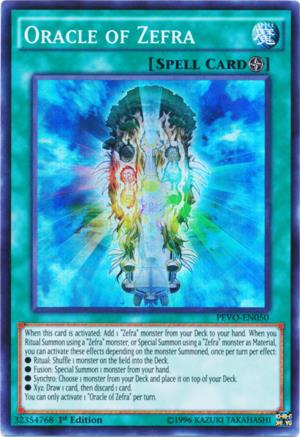 ORACLE OF ZEFRA
[SPELL CARD]
PEVO-EN050
When this card is activated: Add 1 "Zefra" monster from your Deck to your hand. When you
Ritual Summon using a "Zefra" monster, or Special Summon using a "Zefra" monster as Material,
you can activate these effects depending on the monster Summoned, once per turn per effect:
● Ritual: Shuffle 1 monster on the field into the Deck.
● Fusion: Special Summon 1 monster from your hand.
● Synchro: Choose 1 monster from your Deck and place it on top of your Deck.
● Xyz: Draw 1 card, then discard 1 card.
You can only activate 1 "Oracle of Zefra" per turn.
32354768 1st Edition ©1996 KAZUKI TAKAHASHI